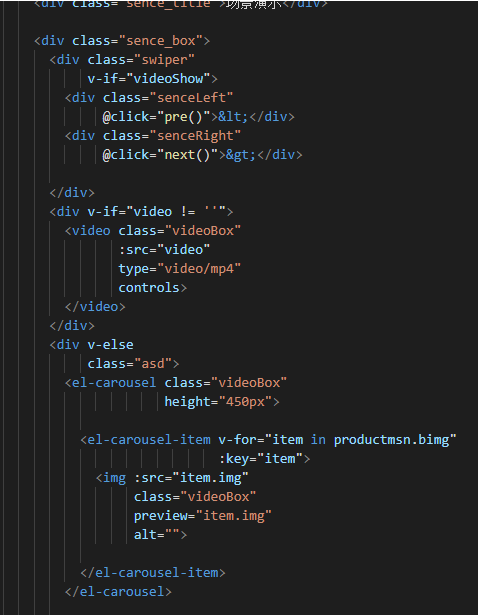 <div class="sence_title">场景演示</div>
<div class="sence_box">
<div class="swiper"
v-if="videoShow">
<div class="senceLeft"
@click="pre()">&lt;</div>
<div class="senceRight"
@click="next()">&gt;</div>
</div>
<div v-if="video != ''">
<video class="videoBox"
:src="video"
type="video/mp4"
controls>
</video>
</div>
<div v-else
class="asd">
<el-carousel class="videoBox"
height="450px">
<el-carousel-item v-for="item in productmsn.bimg"
:key="item">
<img :src="item.img"
class="videoBox"
preview="item.img"
alt="">
</el-carousel-item>
</el-carousel>